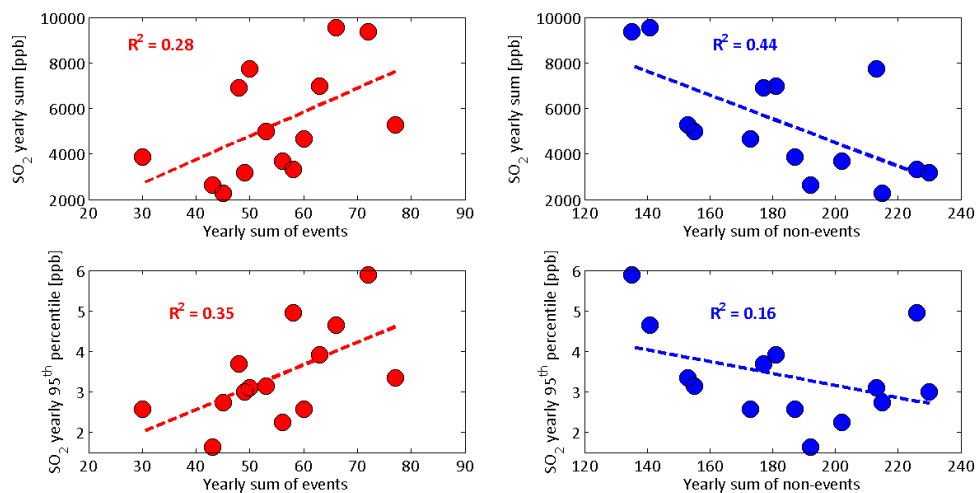 10000
8000
6000
4000
2000
SO2 yearly sum [ppb]
R2 = 0.28
20 30 40 50 60 70 80 90
Yearly sum of events
10000
8000
6000
4000
2000
SO2 yearly sum [ppb]
R2 = 0.44
120 140 160 180 200 220 240
Yearly sum of non-events
6
5
4
3
2
SO2 yearly 95th percentile [ppb]
R2 = 0.35
20 30 40 50 60 70 80 90
Yearly sum of events
6
5
4
3
2
SO2 yearly 95th percentile [ppb]
R2 = 0.16
120 140 160 180 200 220 240
Yearly sum of non-events